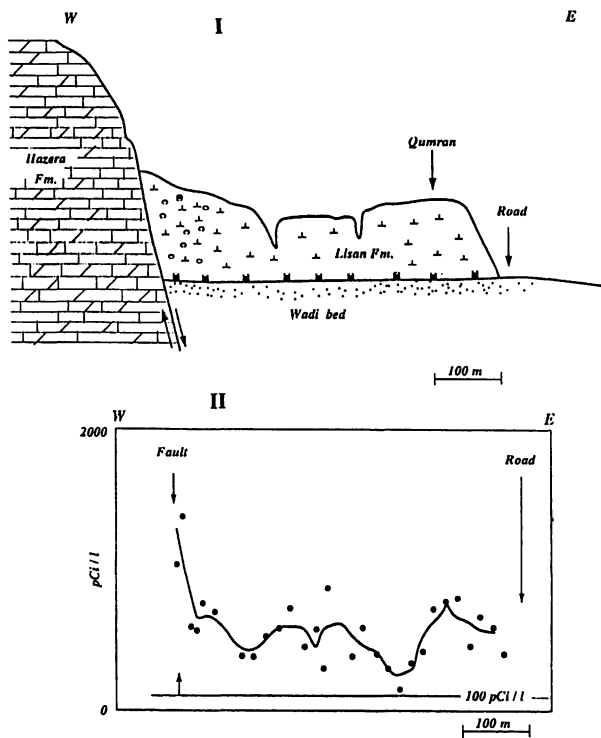 W I E
Hazera
Fm.
Qumran
Road
Lisan Fm.
Wadi bed
100 m
W II E
2000
Fault
Road
pCi / l
100 pCi / l
0
100 m